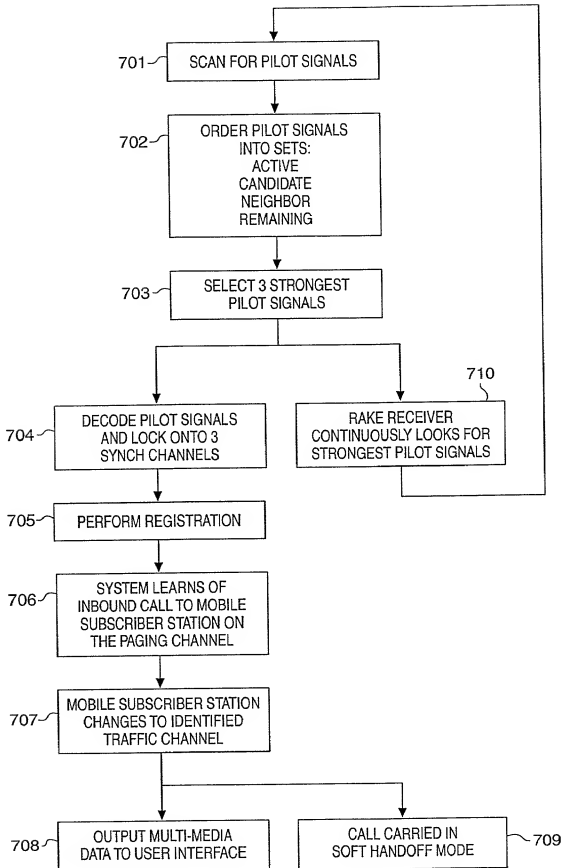 701
SCAN FOR PILOT SIGNALS
702
ORDER PILOT SIGNALS
INTO SETS:
ACTIVE
CANDIDATE
NEIGHBOR
REMAINING
703
SELECT 3 STRONGEST
PILOT SIGNALS
704
DECODE PILOT SIGNALS
AND LOCK ONTO 3
SYNCH CHANNELS
710
RAKE RECEIVER
CONTINUOUSLY LOOKS FOR
STRONGEST PILOT SIGNALS
705
PERFORM REGISTRATION
706
SYSTEM LEARNS OF
INBOUND CALL TO MOBILE
SUBSCRIBER STATION ON
THE PAGING CHANNEL
707
MOBILE SUBSCRIBER STATION
CHANGES TO IDENTIFIED
TRAFFIC CHANNEL
708
OUTPUT MULTI-MEDIA
DATA TO USER INTERFACE
CALL CARRIED IN
SOFT HANDOFF MODE
709